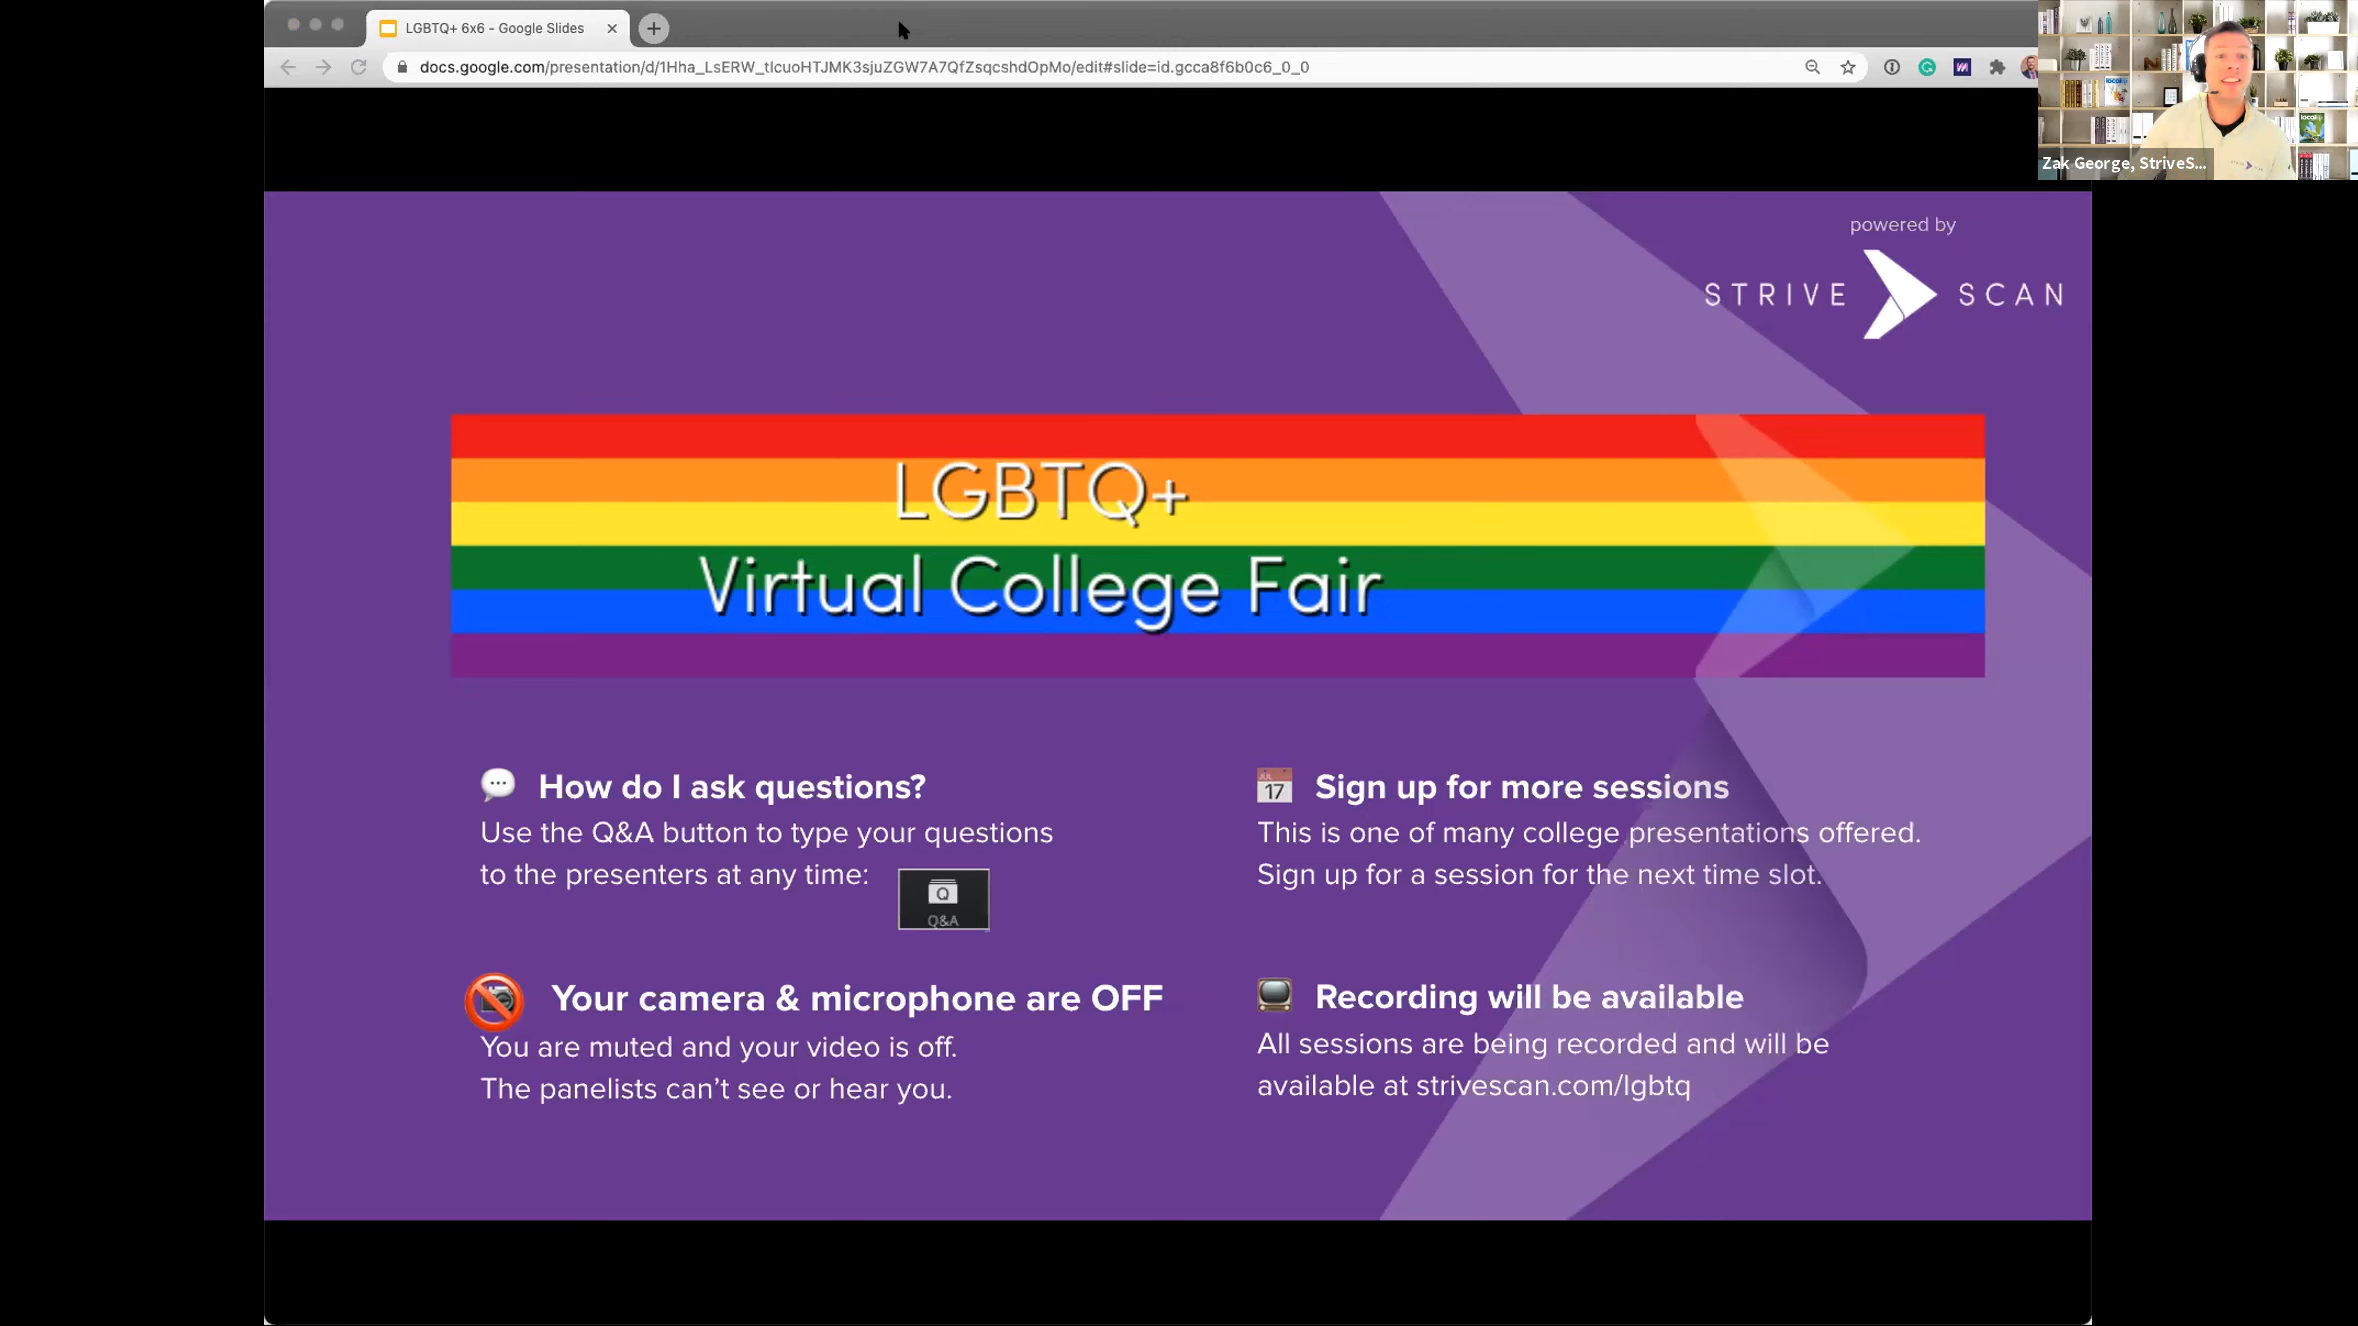 LGBTQ+ 6x6 - Google Slides
docs.google.com/presentation/d/1Hha_LsERW_tlcuoHTJMK3sjuZGW7A7QfZsqcshdOpMo/edit#slide=id.gcca8f6b0c6_0_0
Zak George, StriveS...
powered by
STRIVE SCAN
LGBTQ+
Virtual College Fair
How do I ask questions?
Use the Q&A button to type your questions
to the presenters at any time:
Q
Q&A
Your camera & microphone are OFF
You are muted and your video is off.
The panelists can't see or hear you.
JUL
17
Sign up for more sessions
This is one of many college presentations offered.
Sign up for a session for the next time slot.
Recording will be available
All sessions are being recorded and will be
available at strivescan.com/lgbtq